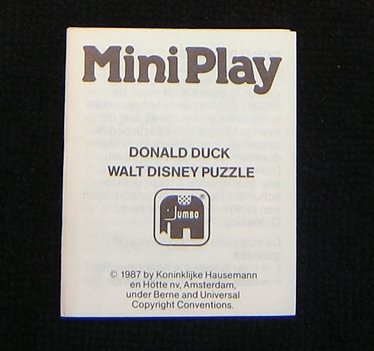 MiniPlay
DONALD DUCK
WALT DISNEY PUZZLE
JUMBO
© 1987 by Koninklijke Hausemann
en Hötte nv, Amsterdam,
under Berne and Universal
Copyright Conventions.